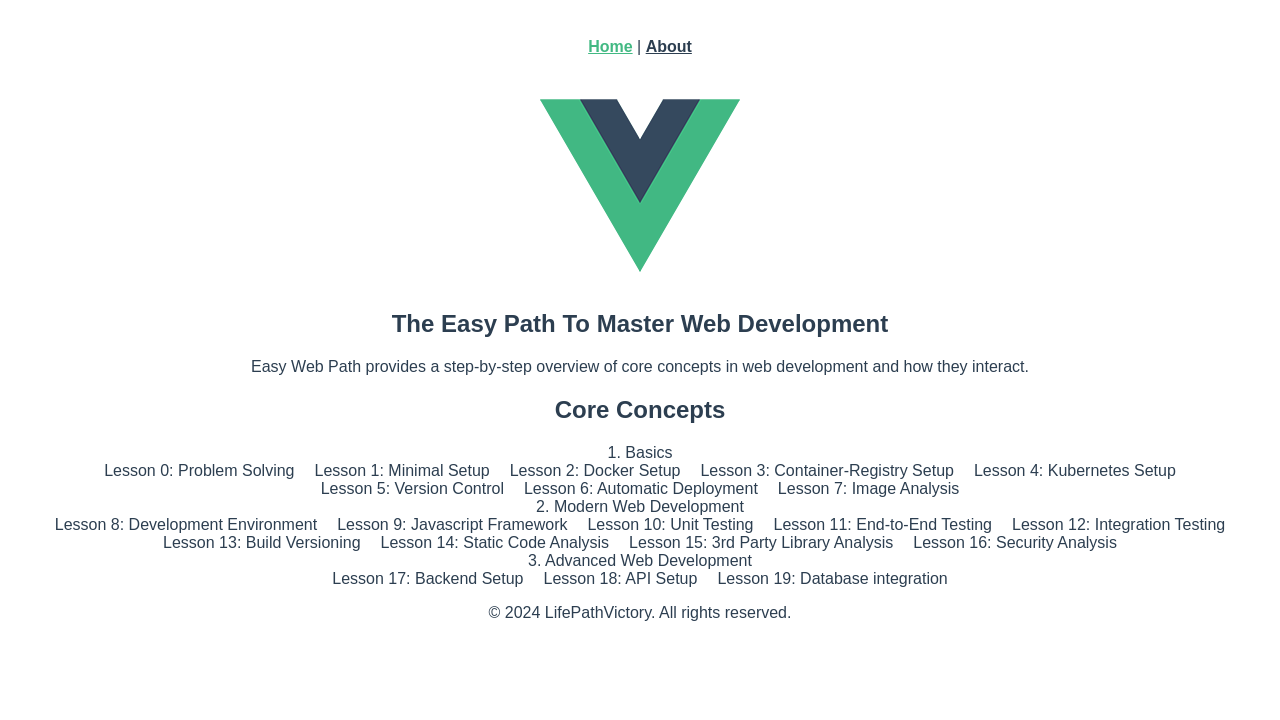 Home | About
The Easy Path To Master Web Development
Easy Web Path provides a step-by-step overview of core concepts in web development and how they interact.
Core Concepts
1. Basics
Lesson 0: Problem Solving Lesson 1: Minimal Setup Lesson 2: Docker Setup Lesson 3: Container-Registry Setup Lesson 4: Kubernetes Setup
Lesson 5: Version Control Lesson 6: Automatic Deployment Lesson 7: Image Analysis
2. Modern Web Development
Lesson 8: Development Environment Lesson 9: Javascript Framework Lesson 10: Unit Testing Lesson 11: End-to-End Testing Lesson 12: Integration Testing
Lesson 13: Build Versioning Lesson 14: Static Code Analysis Lesson 15: 3rd Party Library Analysis Lesson 16: Security Analysis
3. Advanced Web Development
Lesson 17: Backend Setup Lesson 18: API Setup Lesson 19: Database integration
© 2024 LifePathVictory. All rights reserved.